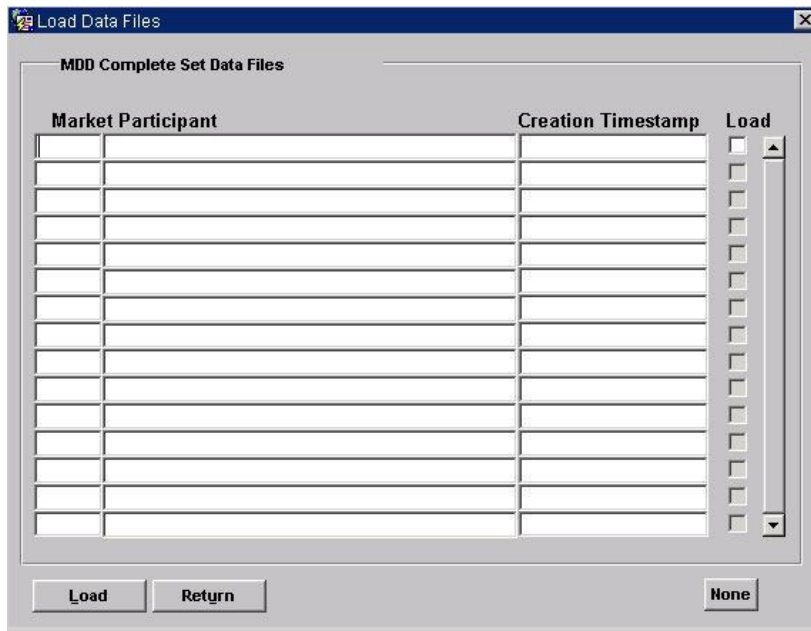 Load Data Files
MDD Complete Set Data Files
Market Participant Creation Timestamp Load
Load Return None